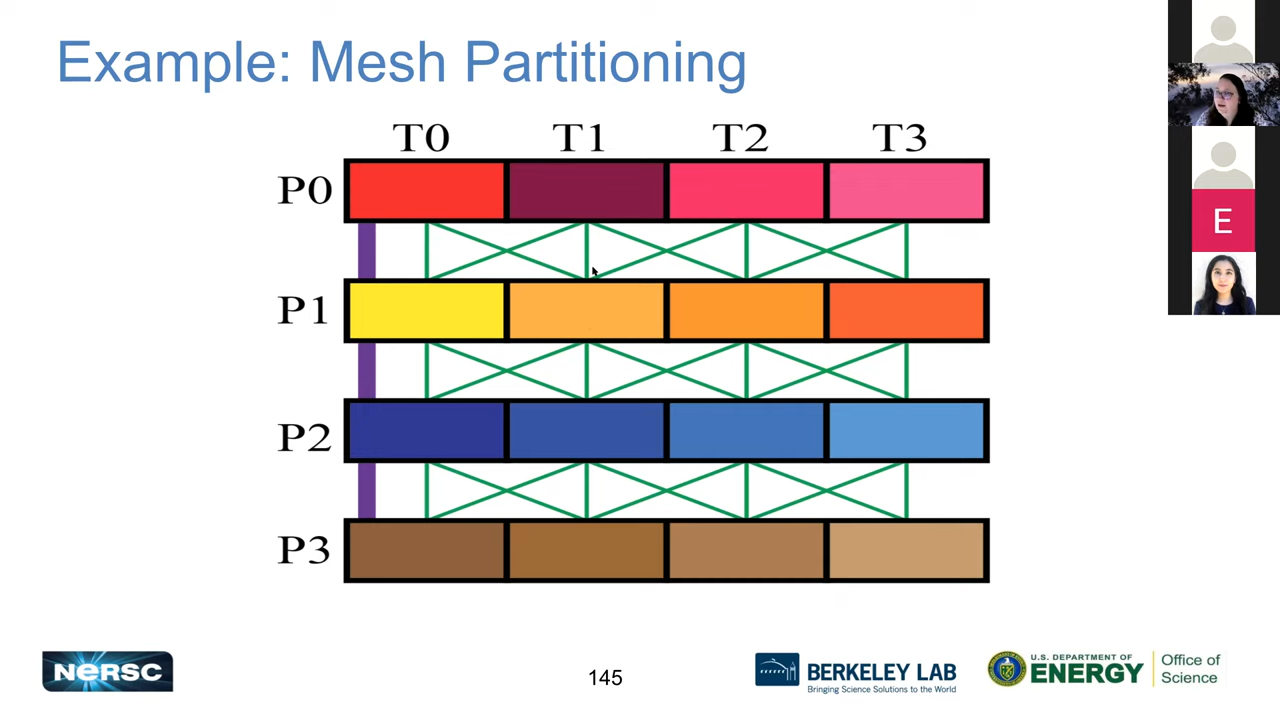 Example: Mesh Partitioning
T0 T1 T2 T3
P0
P1
P2
P3
E
NERSC
145
BERKELEY LAB
Bringing Science Solutions to the World
U.S. DEPARTMENT OF
ENERGY
Office of
Science